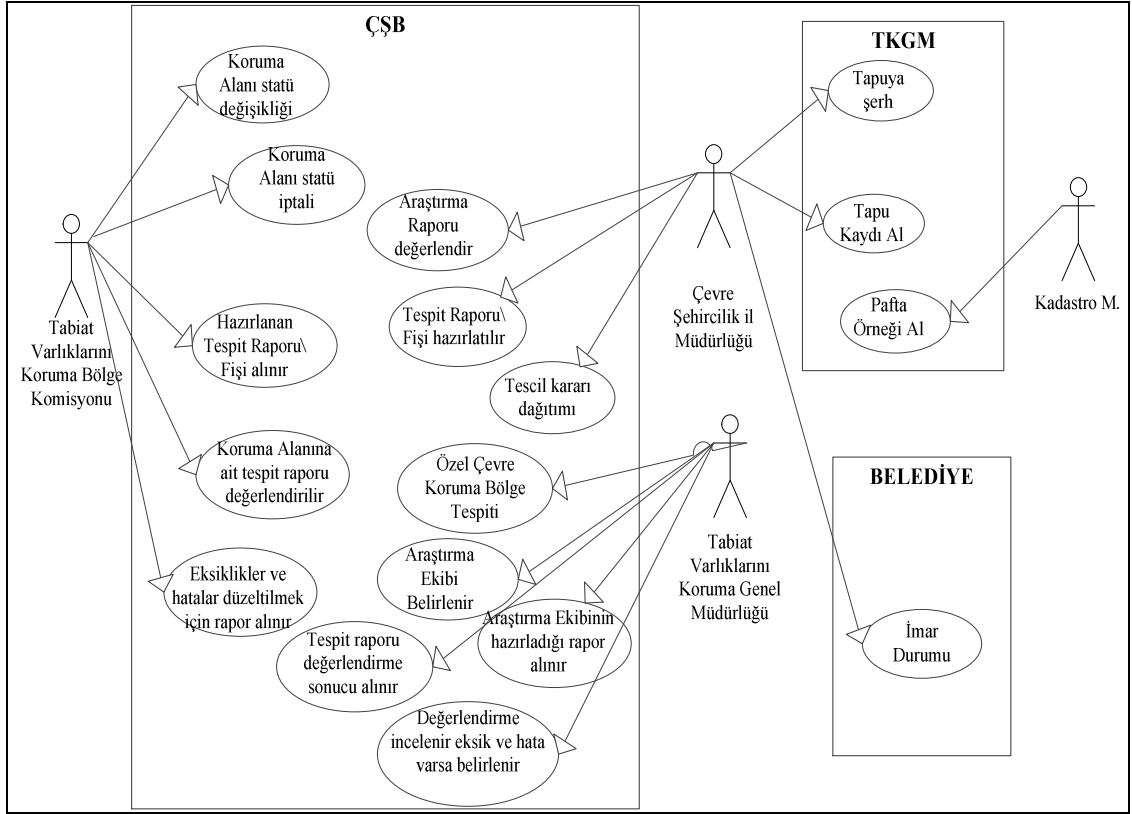 ÇŞB
Koruma
Alanı statü
değişikliği
Koruma
Alanı statü
iptali
Araştırma
Raporu
değerlendir
Tespit Raporu\
Fişi hazırlatılır
Tescil kararı
dağıtımı
Hazırlanan
Tespit Raporu\
Fişi alınır
Koruma Alanına
ait tespit raporu
değerlendirilir
Eksiklikler ve
hatalar düzeltilmek
için rapor alınır
Özel Çevre
Koruma Bölge
Tespiti
Araştırma
Ekibi
Belirlenir
Araştırma Ekibinin
hazırladığı rapor
alınır
Tespit raporu
değerlendirme
sonucu alınır
Değerlendirme
incelenir eksik ve hata
varsa belirlenir
Tabiat
Varlıklarını
Koruma Bölge
Komisyonu
Çevre
Şehircilik il
Müdürlüğü
Tabiat
Varlıklarını
Koruma Genel
Müdürlüğü
TKGM
Tapuya
şerh
Tapu
Kaydı Al
Pafta
Örneği Al
Kadastro M.
BELEDİYE
İmar
Durumu